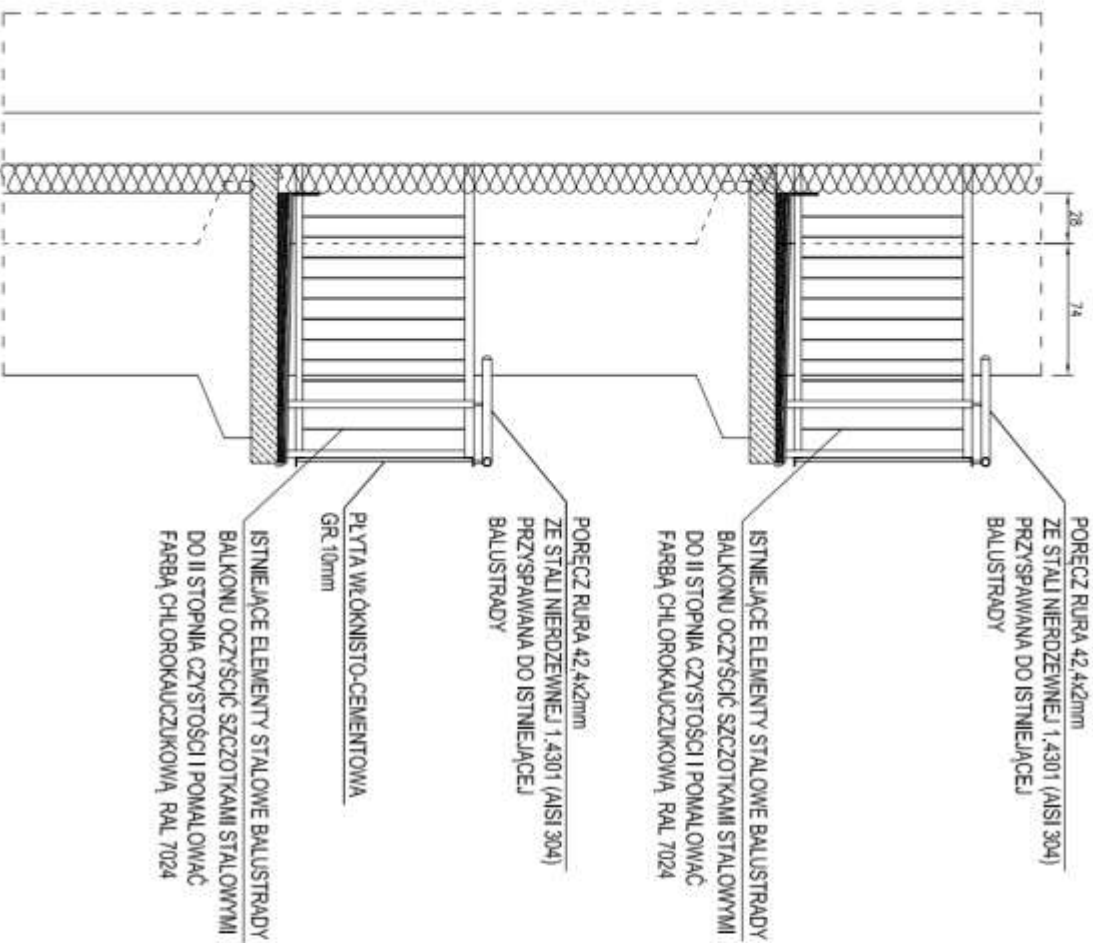 28
74
PORĘCZ RURA 42,4x2mm
ZE STALI NIERDZEWNEJ 1.4301 (AISI 304)
PRZYSPAWANA DO ISTNIEJĄCEJ
BALUSTRADY
ISTNIEJĄCE ELEMENTY STALOWE BALUSTRADY
BALKONU OCZYŚCIĆ SZCZOTKAMI STALOWYMI
DO II STOPNIA CZYSTOŚCI I POMALOWAĆ
FARBĄ CHLOROKAUCZUKOWĄ RAL 7024
PORĘCZ RURA 42,4x2mm
ZE STALI NIERDZEWNEJ 1.4301 (AISI 304)
PRZYSPAWANA DO ISTNIEJĄCEJ
BALUSTRADY
PŁYTA WŁÓKNISTO-CEMENTOWA
GR.10mm
ISTNIEJĄCE ELEMENTY STALOWE BALUSTRADY
BALKONU OCZYŚCIĆ SZCZOTKAMI STALOWYMI
DO II STOPNIA CZYSTOŚCI I POMALOWAĆ
FARBĄ CHLOROKAUCZUKOWĄ RAL 7024